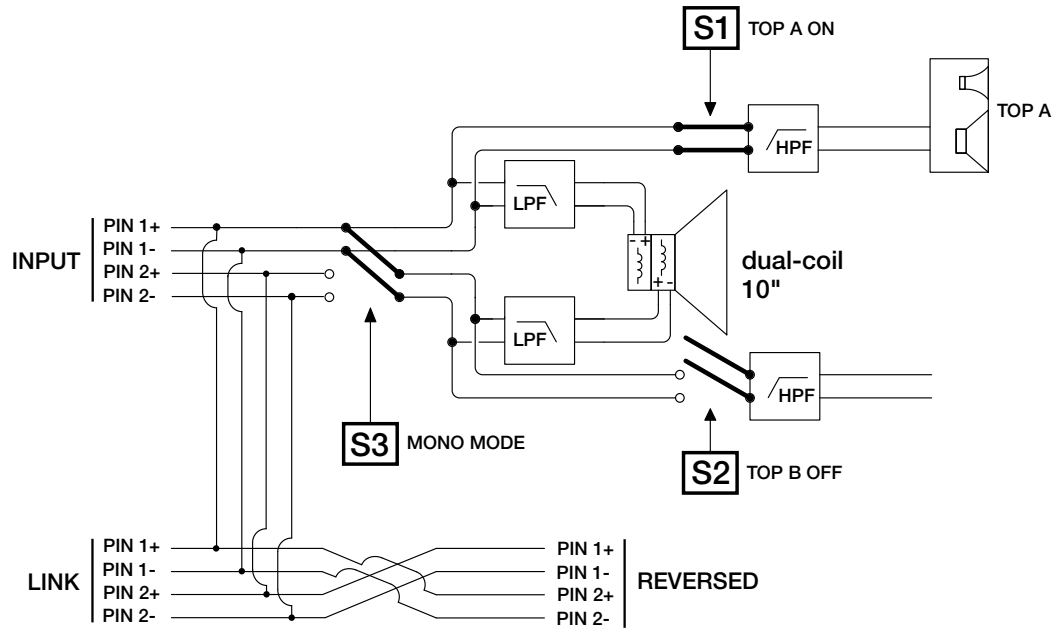 S1 TOP A ON
TOP A
HPF
LPF
INPUT
PIN 1+
PIN 1-
PIN 2+
PIN 2-
- +
+ -
dual-coil
10"
LPF
HPF
S3 MONO MODE
S2 TOP B OFF
LINK
PIN 1+
PIN 1-
PIN 2+
PIN 2-
PIN 1+
PIN 1-
PIN 2+
PIN 2-
REVERSED